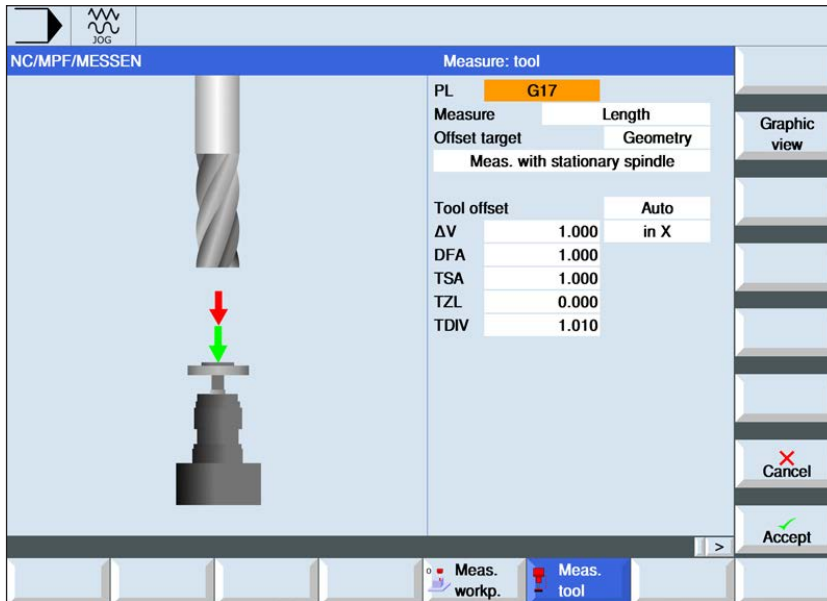 JOG
NC/MPF/MESSEN
Measure: tool
PL G17
Measure Length
Offset target Geometry
Meas. with stationary spindle
Tool offset Auto
ΔV 1.000 in X
DFA 1.000
TSA 1.000
TZL 0.000
TDIV 1.010
Graphic
view
Cancel
Accept
>
Meas.
workp.
Meas.
tool